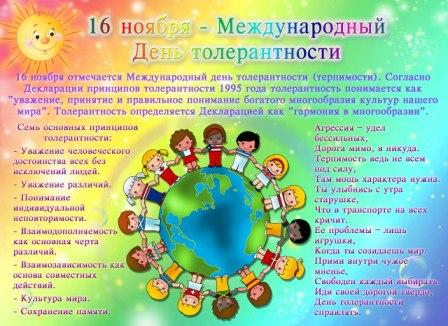 16 ноября - Международный
День толерантности
16 ноября отмечается Международный день толерантности (терпимости). Согласно
Декларации принципов толерантности 1995 года толерантность понимается как
"уважение, принятие и правильное понимание богатого многообразия культур нашего
мира". Толерантность определяется Декларацией как "гармония в многообразии".
Семь основных принципов
толерантности:
- Уважение человеческого
достоинства всех без
исключений людей.
- Уважение различий.
- Понимание
индивидуальной
неповторимости.
- Взаимодополняемость
как основная черта
различий.
- Взаимозависимость как
основа совместных
действий.
- Культура мира.
- Сохранение памяти.
Агрессия – удел
бессильных,
Дорога мимо, в никуда.
Терпимость ведь не всем
под силу,
Там мощь характера нужна.
Ты улыбнись с утра
старушке,
Что в транспорте на всех
кричит.
Ее проблемы – лишь
игрушки,
Когда ты созидаешь мир.
Прими внутри чужое
мненье,
Свободен каждый выбирать.
Иди своей дорогой твердо,
День толерантности
справлять.